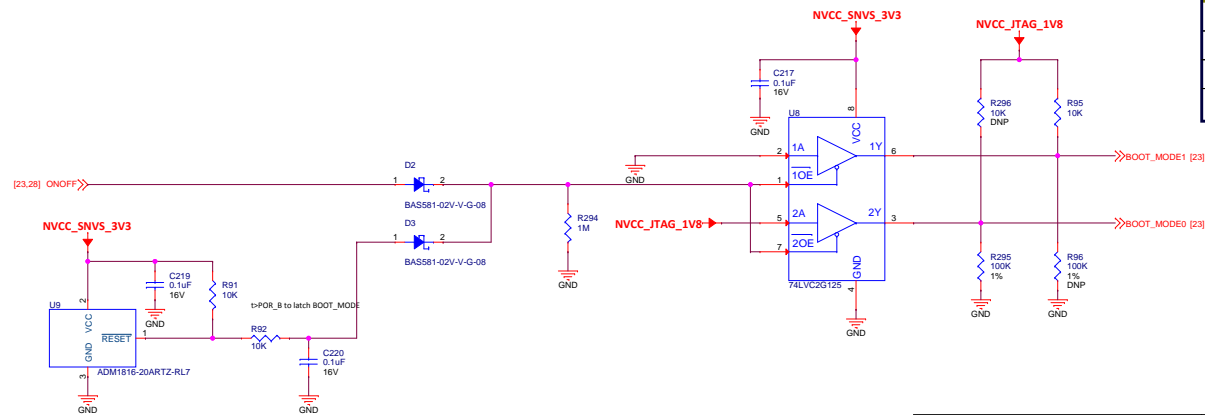 NVCC_SNVS_3V3
NVCC_JTAG_1V8
C217
0.1uF
16V
GND
U8
8
VCC
R296
10K
DNP
R95
10K
2
1A
1Y
6
BOOT_MODE1 [23]
GND
1
1OE
[23,28] ONOFF
1
D2
2
BAS581-02V-V-G-08
R294
1M
GND
NVCC_JTAG_1V8
5
2A
2Y
3
BOOT_MODE0 [23]
7
2OE
GND
4
74LVC2G125
GND
R295
100K
1%
GND
R96
100K
1%
DNP
GND
NVCC_SNVS_3V3
1
D3
2
BAS581-02V-V-G-08
C219
0.1uF
16V
GND
R91
10K
t>POR_B to latch BOOT_MODE
U9
2
VCC
RESET
1
GND
3
ADM1816-20ARTZ-RL7
GND
R92
10K
C220
0.1uF
16V
GND